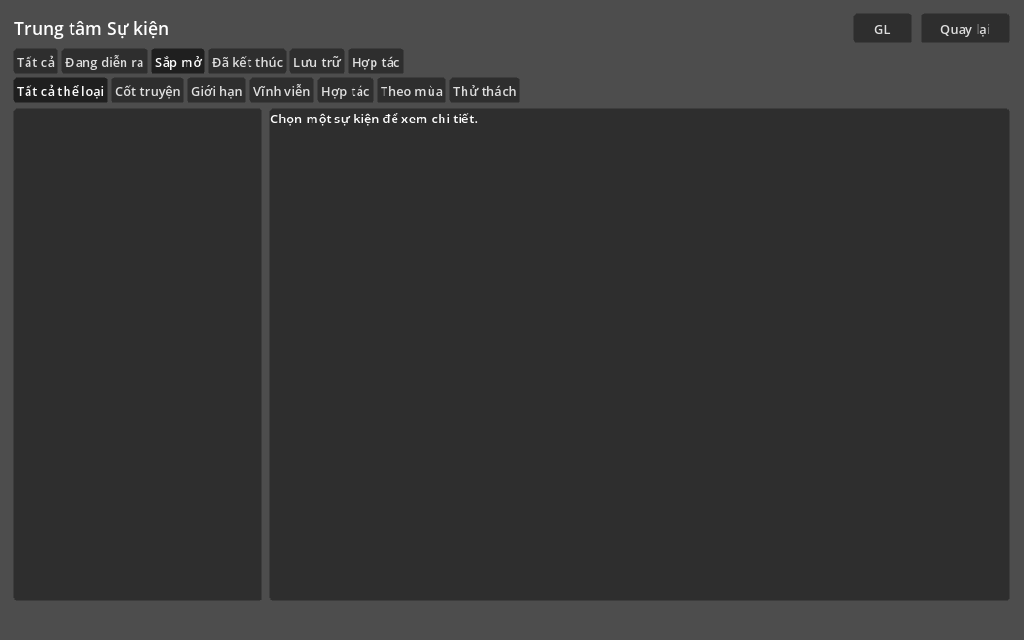 Trung tâm Sự kiện
GL
Quay lại
Tất cả Đang diễn ra Sắp mở Đã kết thúc Lưu trữ Hợp tác
Tất cả thể loại Cốt truyện Giới hạn Vĩnh viễn Hợp tác Theo mùa Thử thách
Chọn một sự kiện để xem chi tiết.